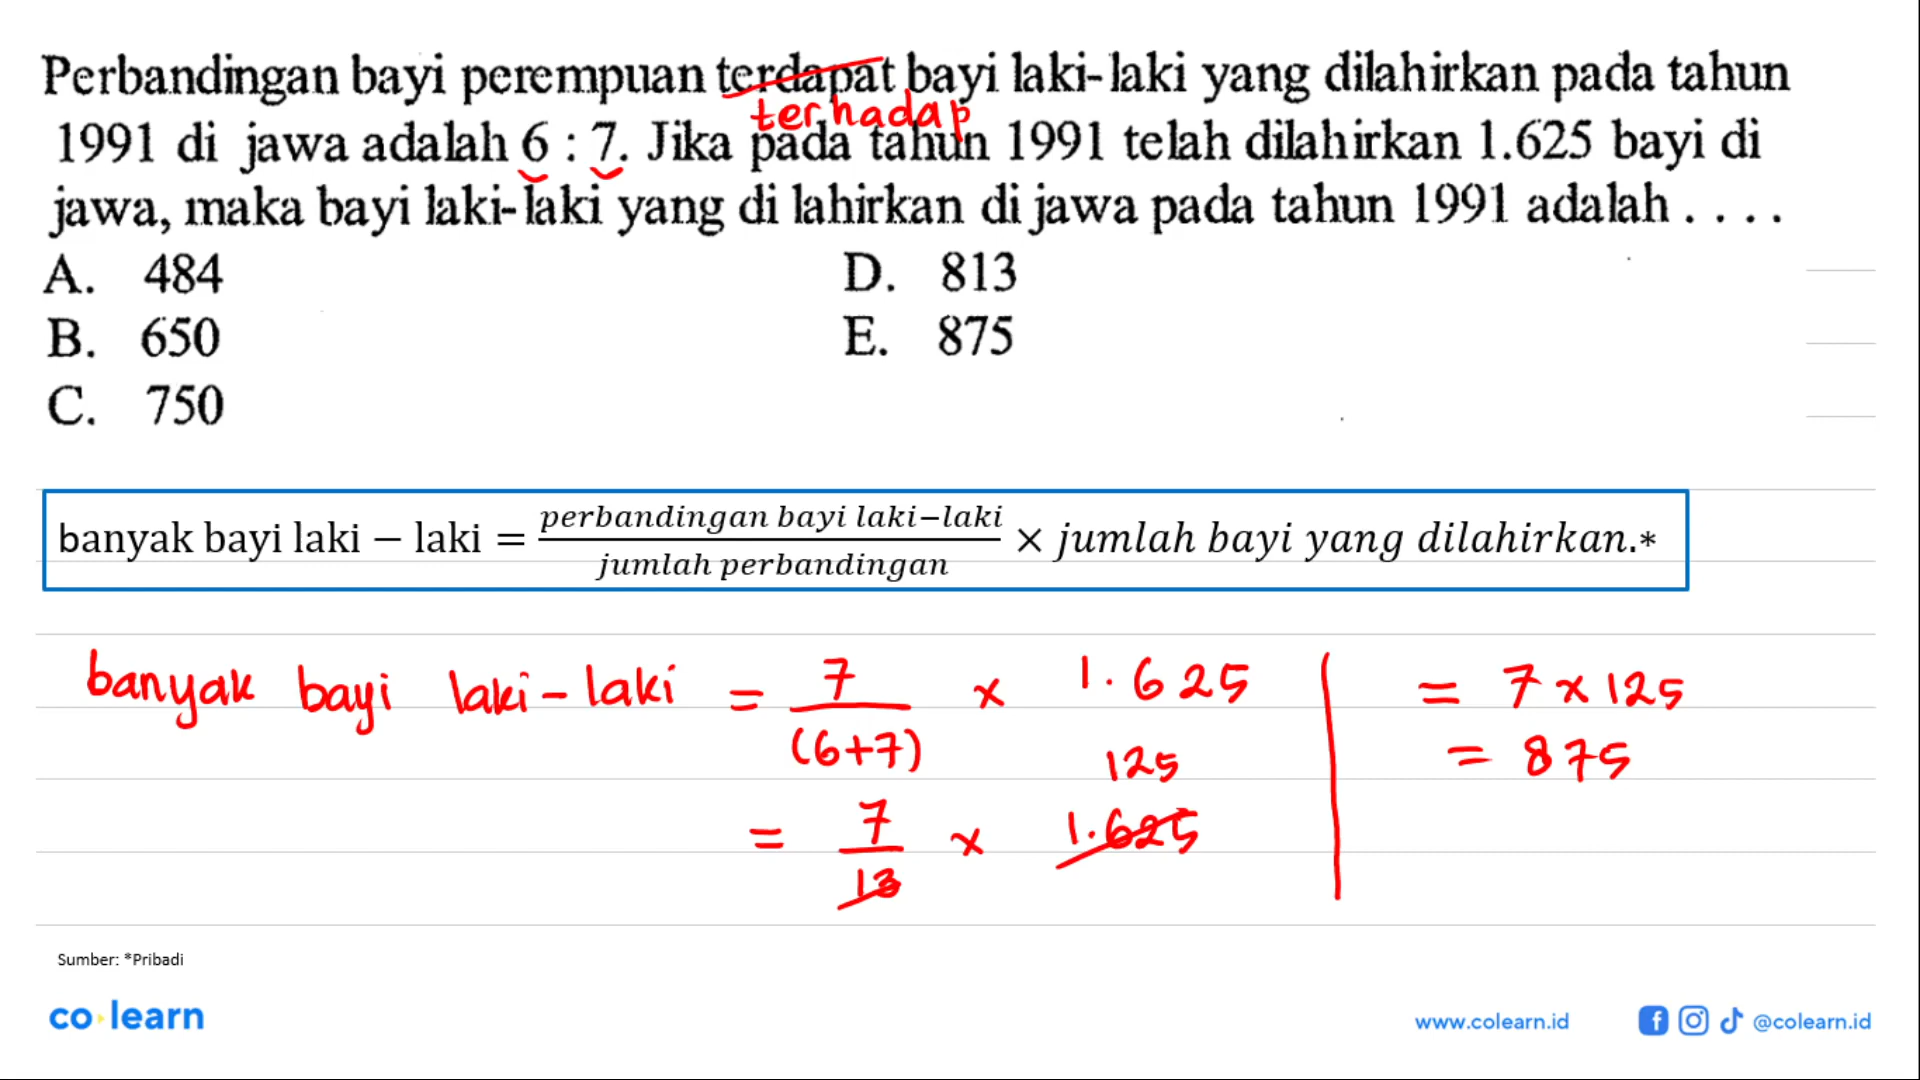 Perbandingan bayi perempuan terdapat bayi laki-laki yang dilahirkan pada tahun
terhadap
1991 di jawa adalah 6 : 7. Jika pada tahun 1991 telah dilahirkan 1.625 bayi di
jawa, maka bayi laki-laki yang di lahirkan di jawa pada tahun 1991 adalah . . . .
A. 484
B. 650
C. 750
D. 813
E. 875
banyak bayi laki − laki = perbandingan bayi laki−laki / jumlah perbandingan × jumlah bayi yang dilahirkan.*
banyak bayi laki-laki = 7 / (6+7) × 1.625
125
= 7 / 13 × 1.625
= 7 × 125
= 875
Sumber: *Pribadi
co learn
www.colearn.id
@colearn.id